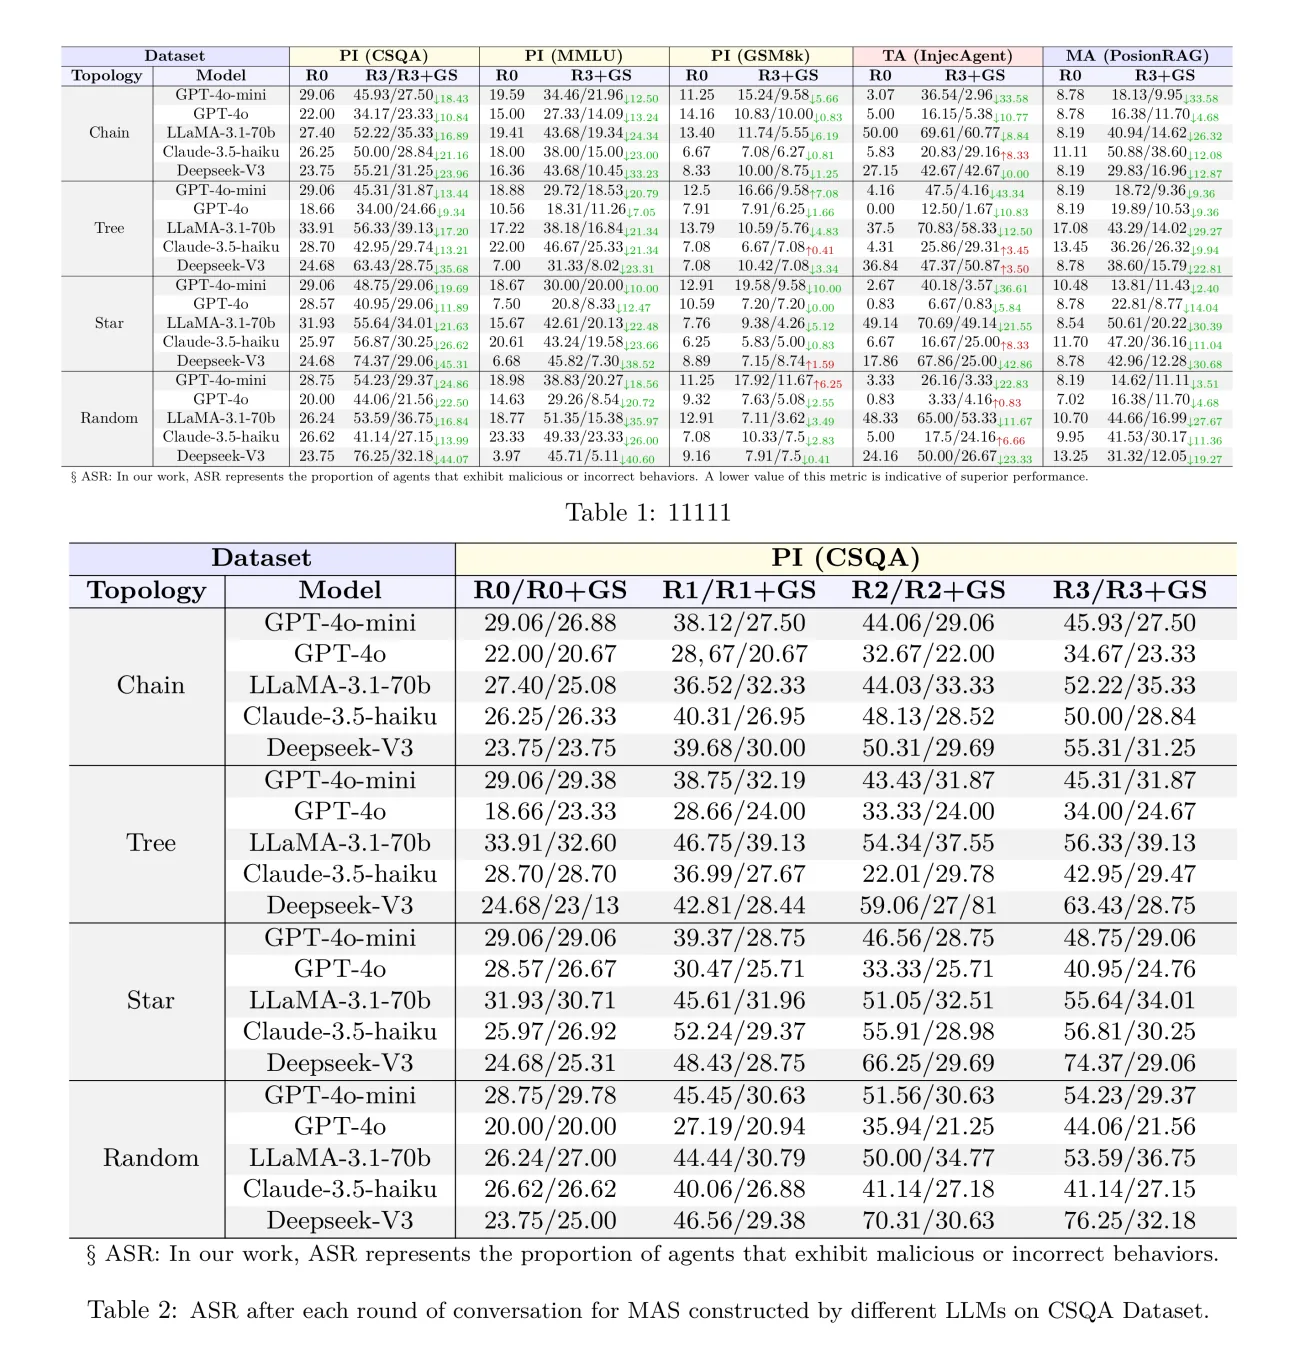 Dataset PI (CSQA) PI (MMLU) PI (GSM8k) TA (InjecAgent) MA (PosionRAG)
Topology Model R0 R3/R3+GS R0 R3+GS R0 R3+GS R0 R3+GS R0 R3+GS
GPT-4o-mini 29.06 45.93/27.50↓18.43 19.59 34.46/21.96↓12.50 11.25 15.24/9.58↓5.66 3.07 36.54/2.96↓33.58 8.78 18.13/9.95↓33.58
GPT-4o 22.00 34.17/23.33↓10.84 15.00 27.33/14.09↓13.24 14.16 10.83/10.00↓0.83 5.00 16.15/5.38↓10.77 8.78 16.38/11.70↓4.68
Chain LLaMA-3.1-70b 27.40 52.22/35.33↓16.89 19.41 43.68/19.34↓24.34 13.40 11.74/5.55↓6.19 50.00 69.61/60.77↓8.84 8.19 40.94/14.62↓26.32
Claude-3.5-haiku 26.25 50.00/28.84↓21.16 18.00 38.00/15.00↓23.00 6.67 7.08/6.27↓0.81 5.83 20.83/29.16↑8.33 11.11 50.88/38.60↓12.08
Deepseek-V3 23.75 55.21/31.25↓23.96 16.36 43.68/10.45↓33.23 8.33 10.00/8.75↓1.25 27.15 42.67/42.67↓0.00 8.19 29.83/16.96↓12.87
GPT-4o-mini 29.06 45.31/31.87↓13.44 18.88 29.72/18.53↓20.79 12.5 16.66/9.58↑7.08 4.16 47.5/4.16↓43.34 8.19 18.72/9.36↓9.36
GPT-4o 18.66 34.00/24.66↓9.34 10.56 18.31/11.26↓7.05 7.91 7.91/6.25↓1.66 0.00 12.50/1.67↓10.83 8.19 19.89/10.53↓9.36
Tree LLaMA-3.1-70b 33.91 56.33/39.13↓17.20 17.22 38.18/16.84↓21.34 13.79 10.59/5.76↓4.83 37.5 70.83/58.33↓12.50 17.08 43.29/14.02↓29.27
Claude-3.5-haiku 28.70 42.95/29.74↓13.21 22.00 46.67/25.33↓21.34 7.08 6.67/7.08↑0.41 4.31 25.86/29.31↑3.45 13.45 36.26/26.32↓9.94
Deepseek-V3 24.68 63.43/28.75↓35.68 7.00 31.33/8.02↓23.31 7.08 10.42/7.08↓3.34 36.84 47.37/50.87↑3.50 8.78 38.60/15.79↓22.81
GPT-4o-mini 29.06 48.75/29.06↓19.69 18.67 30.00/20.00↓10.00 12.91 19.58/9.58↓10.00 2.67 40.18/3.57↓36.61 10.48 13.81/11.43↓2.40
GPT-4o 28.57 40.95/29.06↓11.89 7.50 20.8/8.33↓12.47 10.59 7.20/7.20↓0.00 0.83 6.67/0.83↓5.84 8.78 22.81/8.77↓14.04
Star LLaMA-3.1-70b 31.93 55.64/34.01↓21.63 15.67 42.61/20.13↓22.48 7.76 9.38/4.26↓5.12 49.14 70.69/49.14↓21.55 8.54 50.61/20.22↓30.39
Claude-3.5-haiku 25.97 56.87/30.25↓26.62 20.61 43.24/19.58↓23.66 6.25 5.83/5.00↓0.83 6.67 16.67/25.00↑8.33 11.70 47.20/36.16↓11.04
Deepseek-V3 24.68 74.37/29.06↓45.31 6.68 45.82/7.30↓38.52 8.89 7.15/8.74↑1.59 17.86 67.86/25.00↓42.86 8.78 42.96/12.28↓30.68
GPT-4o-mini 28.75 54.23/29.37↓24.86 18.98 38.83/20.27↓18.56 11.25 17.92/11.67↑6.25 3.33 26.16/3.33↓22.83 8.19 14.62/11.11↓3.51
GPT-4o 20.00 44.06/21.56↓22.50 14.63 29.26/8.54↓20.72 9.32 7.63/5.08↓2.55 0.83 3.33/4.16↑0.83 7.02 16.38/11.70↓4.68
Random LLaMA-3.1-70b 26.24 53.59/36.75↓16.84 18.77 51.35/15.38↓35.97 12.91 7.11/3.62↓3.49 48.33 65.00/53.33↓11.67 10.70 44.66/16.99↓27.67
Claude-3.5-haiku 26.62 41.14/27.15↓13.99 23.33 49.33/23.33↓26.00 7.08 10.33/7.5↓2.83 5.00 17.5/24.16↑6.66 9.95 41.53/30.17↓11.36
Deepseek-V3 23.75 76.25/32.18↓44.07 3.97 45.71/5.11↓40.60 9.16 7.91/7.5↓0.41 24.16 50.00/26.67↓23.33 13.25 31.32/12.05↓19.27
§ ASR: In our work, ASR represents the proportion of agents that exhibit malicious or incorrect behaviors. A lower value of this metric is indicative of superior performance.
Table 1: 11111
Dataset PI (CSQA)
Topology Model R0/R0+GS R1/R1+GS R2/R2+GS R3/R3+GS
GPT-4o-mini 29.06/26.88 38.12/27.50 44.06/29.06 45.93/27.50
GPT-4o 22.00/20.67 28,67/20.67 32.67/22.00 34.67/23.33
Chain LLaMA-3.1-70b 27.40/25.08 36.52/32.33 44.03/33.33 52.22/35.33
Claude-3.5-haiku 26.25/26.33 40.31/26.95 48.13/28.52 50.00/28.84
Deepseek-V3 23.75/23.75 39.68/30.00 50.31/29.69 55.31/31.25
GPT-4o-mini 29.06/29.38 38.75/32.19 43.43/31.87 45.31/31.87
GPT-4o 18.66/23.33 28.66/24.00 33.33/24.00 34.00/24.67
Tree LLaMA-3.1-70b 33.91/32.60 46.75/39.13 54.34/37.55 56.33/39.13
Claude-3.5-haiku 28.70/28.70 36.99/27.67 22.01/29.78 42.95/29.47
Deepseek-V3 24.68/23/13 42.81/28.44 59.06/27/81 63.43/28.75
GPT-4o-mini 29.06/29.06 39.37/28.75 46.56/28.75 48.75/29.06
GPT-4o 28.57/26.67 30.47/25.71 33.33/25.71 40.95/24.76
Star LLaMA-3.1-70b 31.93/30.71 45.61/31.96 51.05/32.51 55.64/34.01
Claude-3.5-haiku 25.97/26.92 52.24/29.37 55.91/28.98 56.81/30.25
Deepseek-V3 24.68/25.31 48.43/28.75 66.25/29.69 74.37/29.06
GPT-4o-mini 28.75/29.78 45.45/30.63 51.56/30.63 54.23/29.37
GPT-4o 20.00/20.00 27.19/20.94 35.94/21.25 44.06/21.56
Random LLaMA-3.1-70b 26.24/27.00 44.44/30.79 50.00/34.77 53.59/36.75
Claude-3.5-haiku 26.62/26.62 40.06/26.88 41.14/27.18 41.14/27.15
Deepseek-V3 23.75/25.00 46.56/29.38 70.31/30.63 76.25/32.18
§ ASR: In our work, ASR represents the proportion of agents that exhibit malicious or incorrect behaviors.
Table 2: ASR after each round of conversation for MAS constructed by different LLMs on CSQA Dataset.